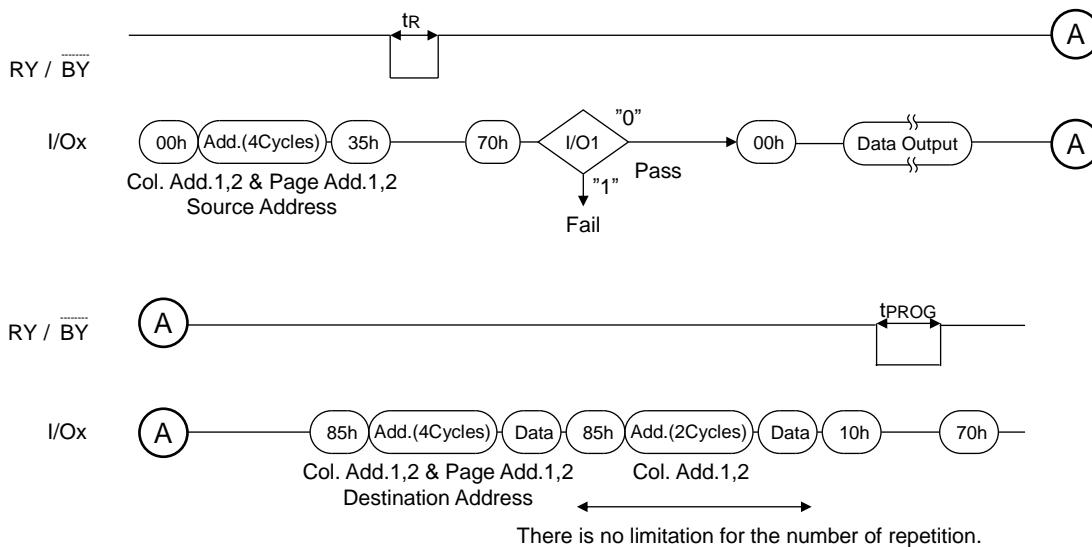 tR
A
RY / BY
I/Ox
00h Add.(4Cycles) 35h 70h I/O1 "0" 00h Data Output A
Pass
"1"
Col. Add.1,2 & Page Add.1,2
Source Address
Fail
A
tPROG
RY / BY
I/Ox
A 85h Add.(4Cycles) Data 85h Add.(2Cycles) Data 10h 70h
Col. Add.1,2 & Page Add.1,2 Col. Add.1,2
Destination Address
There is no limitation for the number of repetition.